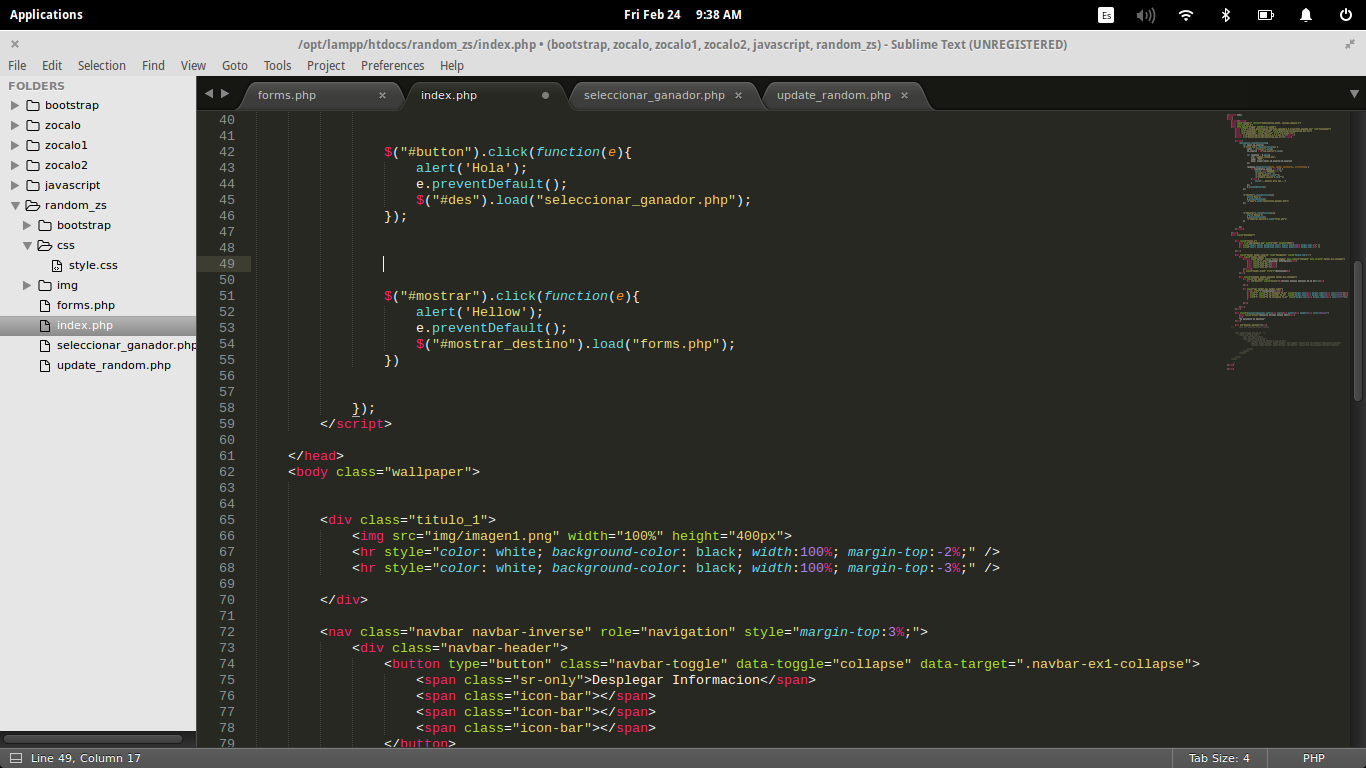 Applications
Fri Feb 24 9:38 AM
Es
/opt/lampp/htdocs/random_zs/index.php • (bootstrap, zocalo, zocalo1, zocalo2, javascript, random_zs) - Sublime Text (UNREGISTERED)
File Edit Selection Find View Goto Tools Project Preferences Help
FOLDERS
bootstrap
zocalo
zocalo1
zocalo2
javascript
random_zs
bootstrap
css
style.css
img
forms.php
index.php
seleccionar_ganador.php
update_random.php
forms.php index.php seleccionar_ganador.php update_random.php
40
41
42 $("#button").click(function(e){
43 alert('Hola');
44 e.preventDefault();
45 $("#des").load("seleccionar_ganador.php");
46 });
47
48
49
50
51 $("#mostrar").click(function(e){
52 alert('Hellow');
53 e.preventDefault();
54 $("#mostrar_destino").load("forms.php");
55 })
56
57
58 });
59 </script>
60
61 </head>
62 <body class="wallpaper">
63
64
65 <div class="titulo_1">
66 <img src="img/imagen1.png" width="100%" height="400px">
67 <hr style="color: white; background-color: black; width:100%; margin-top:-2%;" />
68 <hr style="color: white; background-color: black; width:100%; margin-top:-3%;" />
69
70 </div>
71
72 <nav class="navbar navbar-inverse" role="navigation" style="margin-top:3%;">
73 <div class="navbar-header">
74 <button type="button" class="navbar-toggle" data-toggle="collapse" data-target=".navbar-ex1-collapse">
75 <span class="sr-only">Desplegar Informacion</span>
76 <span class="icon-bar"></span>
77 <span class="icon-bar"></span>
78 <span class="icon-bar"></span>
79 </button>
Line 49, Column 17
Tab Size: 4 PHP